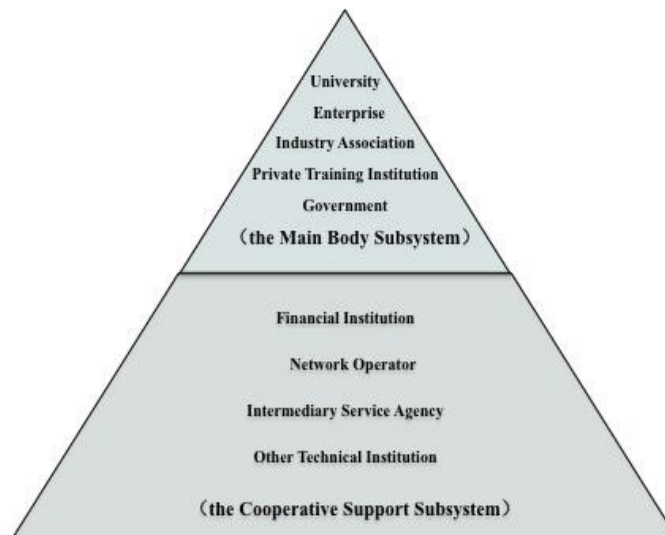 University
Enterprise
Industry Association
Private Training Institution
Government
（the Main Body Subsystem）
Financial Institution
Network Operator
Intermediary Service Agency
Other Technical Institution
（the Cooperative Support Subsystem）